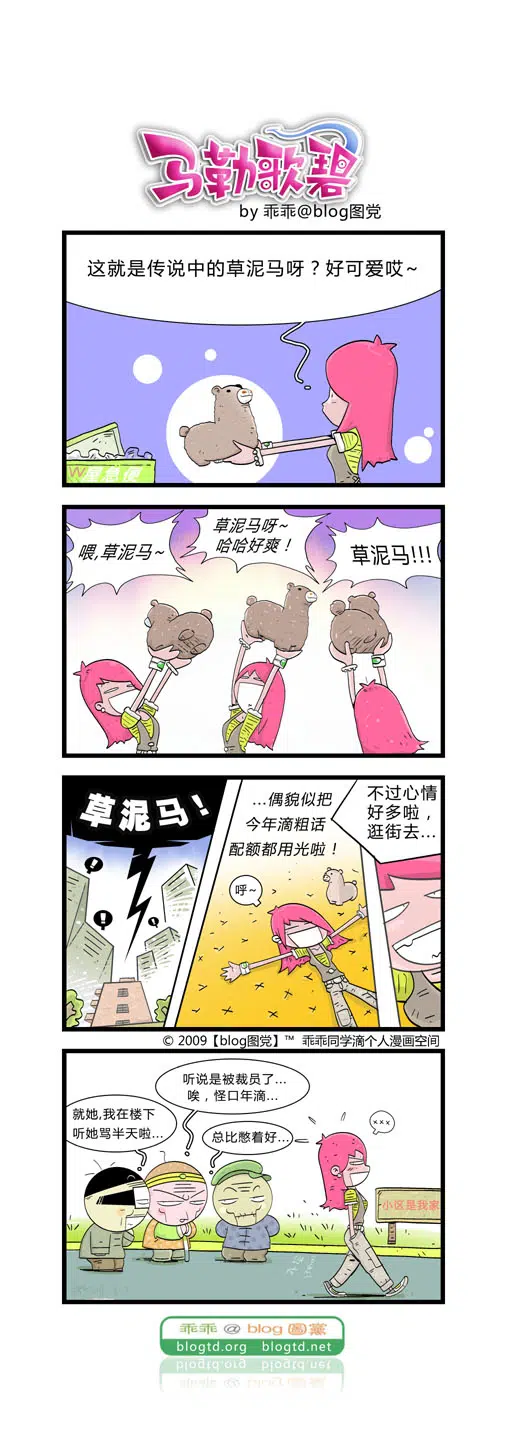 马勒歌碧
by 乖乖@blog图党
这就是传说中的草泥马呀？好可爱哎~
喂,草泥马~
草泥马呀~
哈哈好爽！
草泥马!!!
草泥马！
...偶貌似把
今年滴粗话
配额都用光啦！
呼~
不过心情
好多啦，
逛街去...
© 2009【blog图党】™ 乖乖同学滴个人漫画空间
就她,我在楼下
听她骂半天啦...
听说是被裁员了...
唉，怪口年滴...
总比憋着好...
×××
小区是我家
乖乖 @ blog 图党
blogtd.org blogtd.net